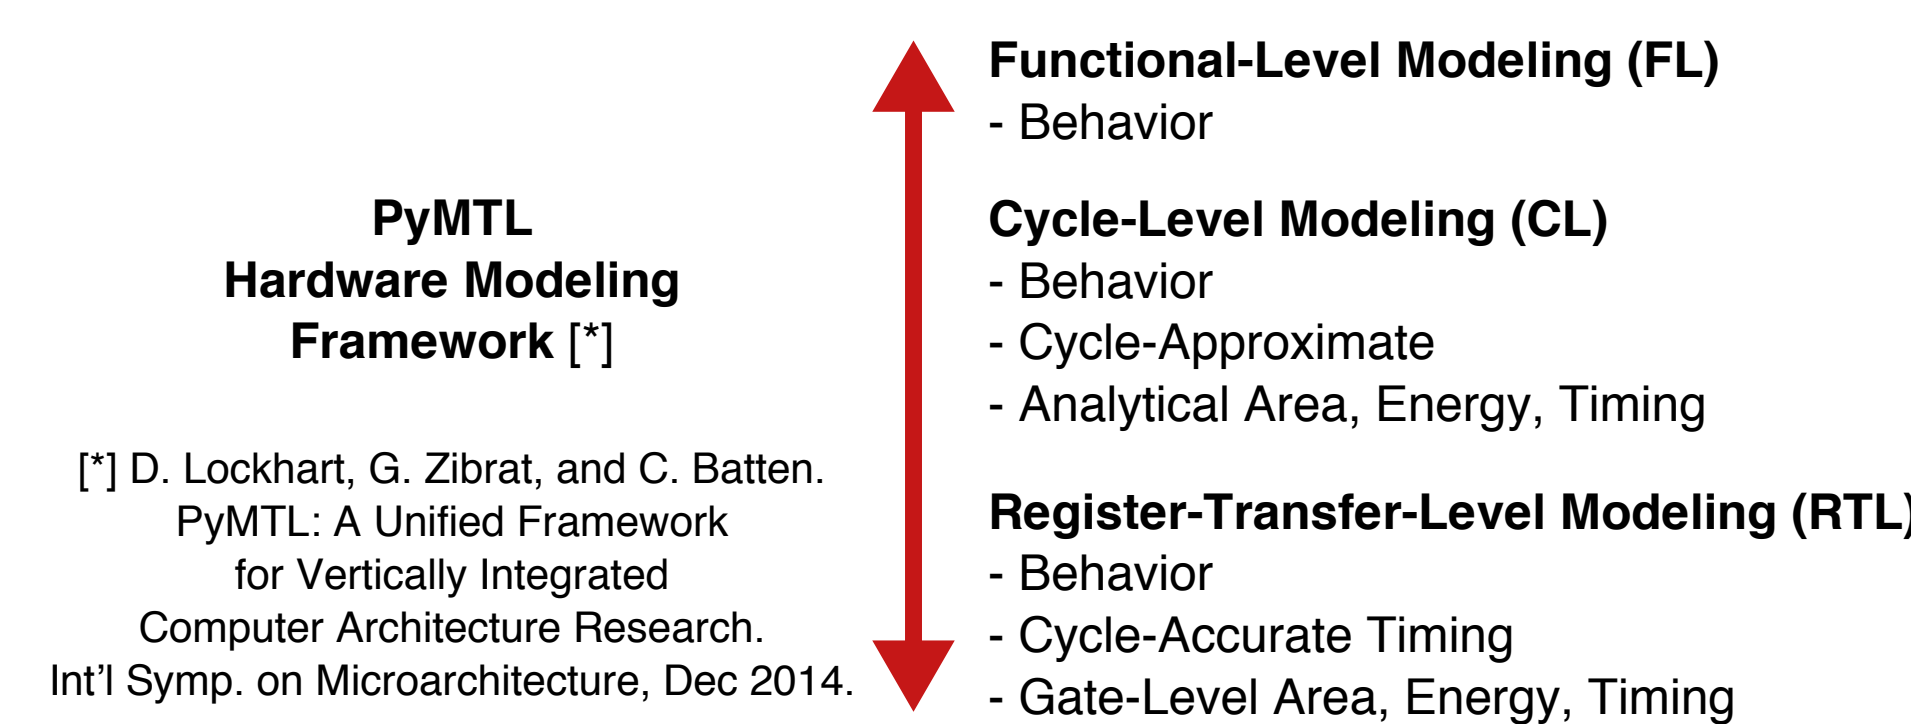 PyMTL
Hardware Modeling
Framework [*]
[*] D. Lockhart, G. Zibrat, and C. Batten.
PyMTL: A Unified Framework
for Vertically Integrated
Computer Architecture Research.
Int’l Symp. on Microarchitecture, Dec 2014.
Functional-Level Modeling (FL)
- Behavior
Cycle-Level Modeling (CL)
- Behavior
- Cycle-Approximate
- Analytical Area, Energy, Timing
Register-Transfer-Level Modeling (RTL)
- Behavior
- Cycle-Accurate Timing
- Gate-Level Area, Energy, Timing